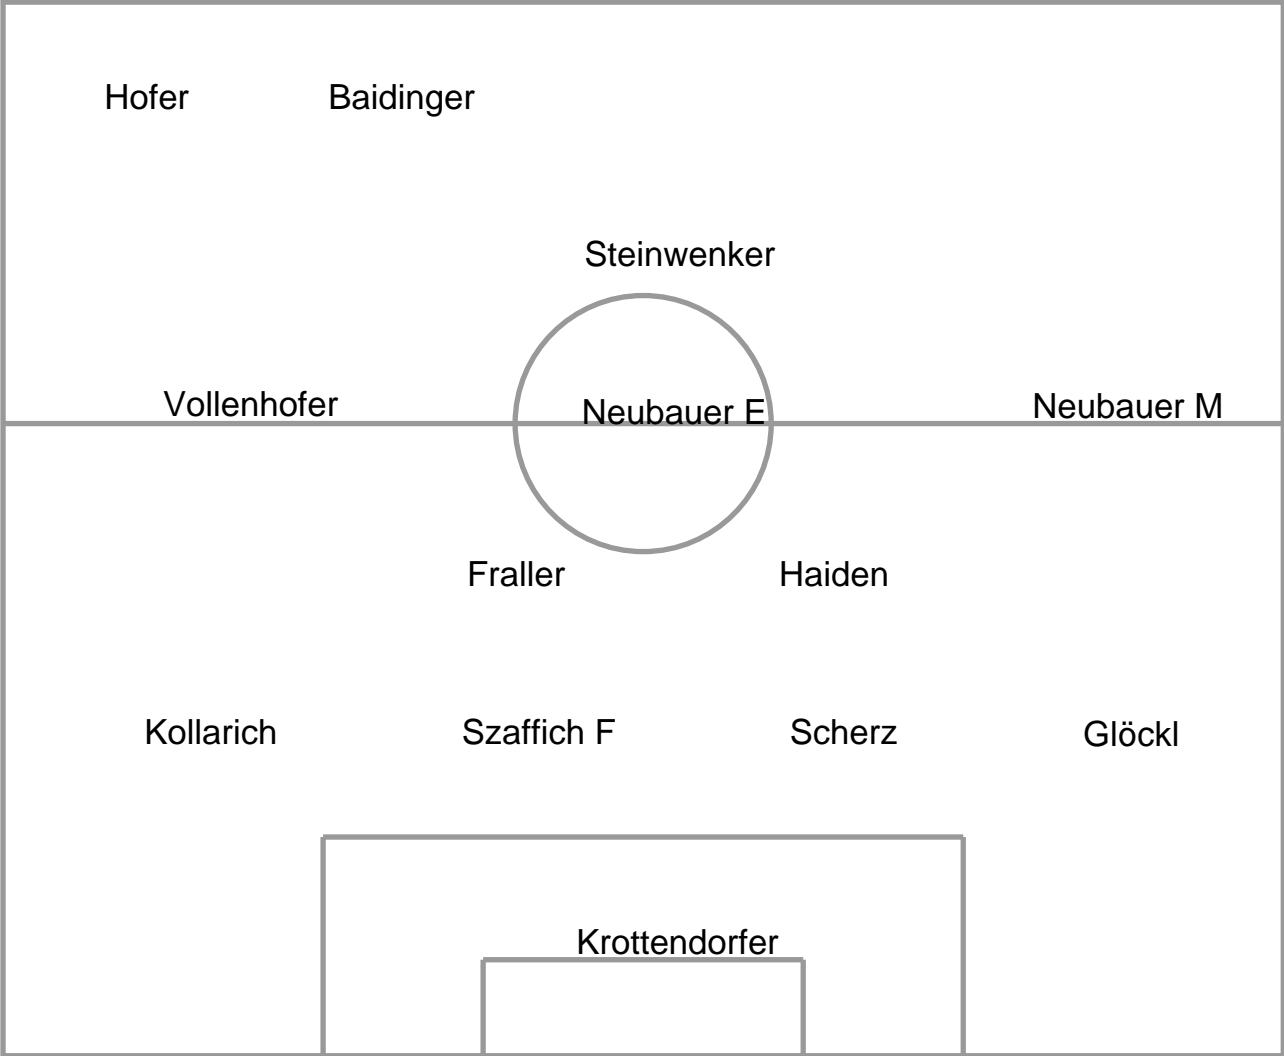 Hofer Baidinger
Steinwenker
Vollenhofer Neubauer E Neubauer M
Fraller Haiden
Kollarich Szaffich F Scherz Glöckl
Krottendorfer